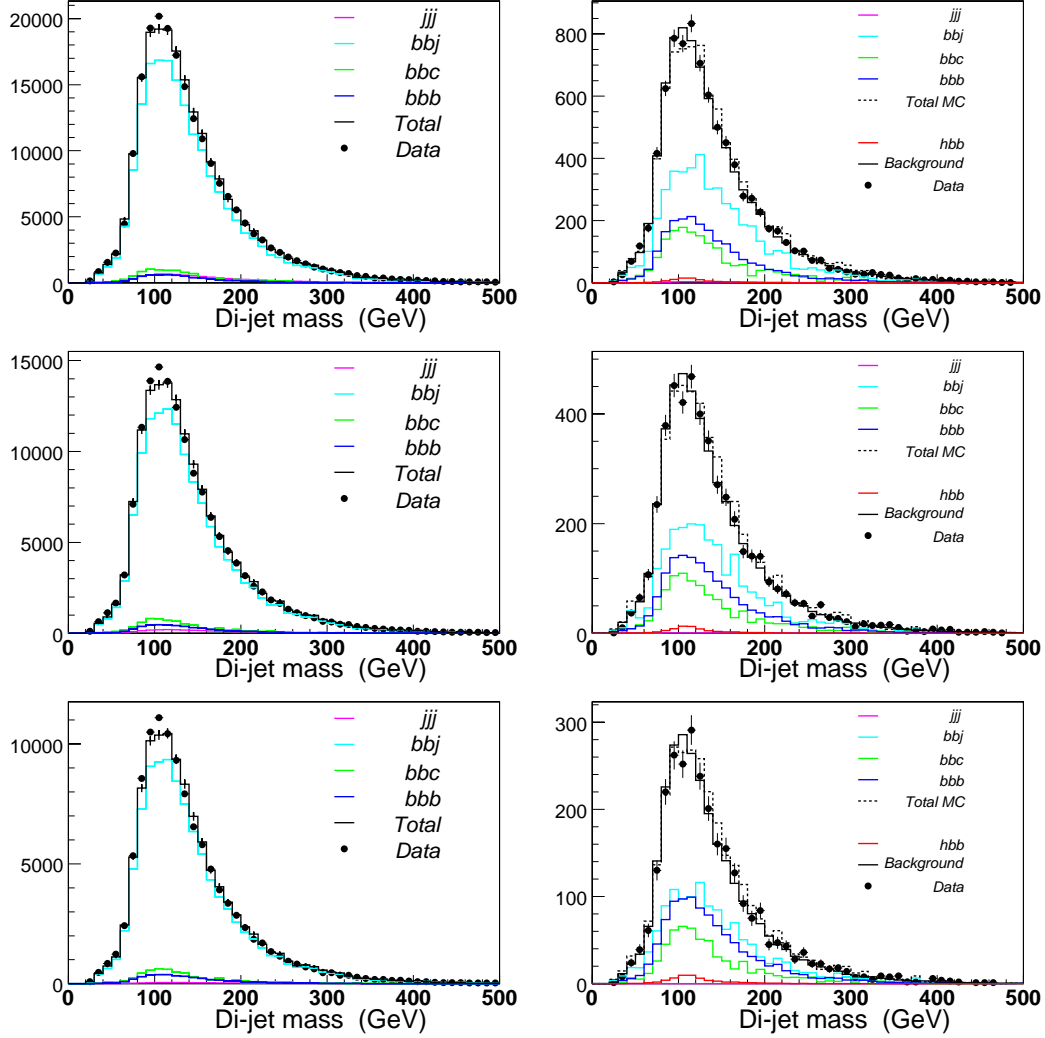 20000
15000
10000
5000
0
0 100 200 300 400 500
Di-jet mass (GeV)
jjj
bbj
bbc
bbb
Total
Data
800
600
400
200
0
0 100 200 300 400 500
Di-jet mass (GeV)
jjj
bbj
bbc
bbb
Total MC
hbb
Background
Data
15000
10000
5000
0
0 100 200 300 400 500
Di-jet mass (GeV)
jjj
bbj
bbc
bbb
Total
Data
400
200
0
0 100 200 300 400 500
Di-jet mass (GeV)
jjj
bbj
bbc
bbb
Total MC
hbb
Background
Data
10000
5000
0
0 100 200 300 400 500
Di-jet mass (GeV)
jjj
bbj
bbc
bbb
Total
Data
300
200
100
0
0 100 200 300 400 500
Di-jet mass (GeV)
jjj
bbj
bbc
bbb
Total MC
hbb
Background
Data